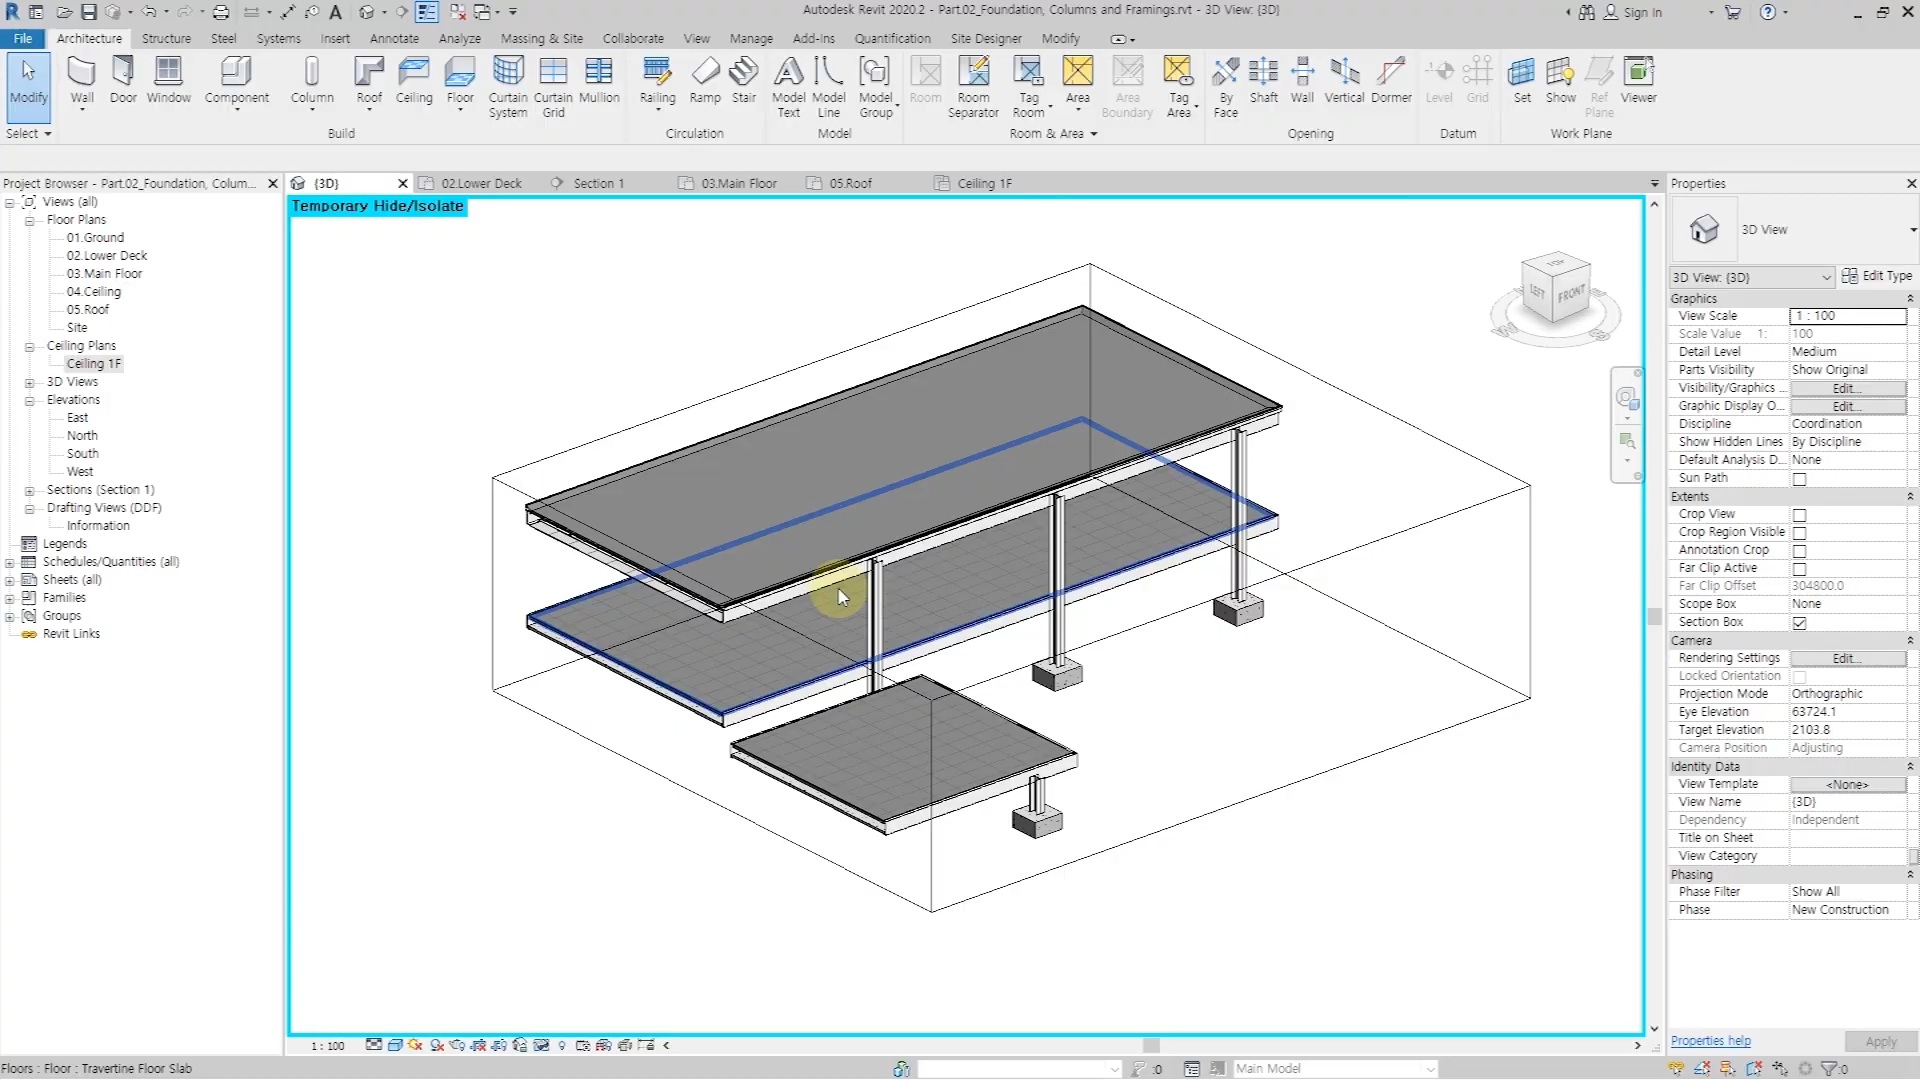 Autodesk Revit 2020.2 - Part.02_Foundation, Columns and Framings.rvt - 3D View: {3D}
Sign In
File Architecture Structure Steel Systems Insert Annotate Analyze Massing & Site Collaborate View Manage Add-Ins Quantification Site Designer Modify
Modify Wall Door Window Component Column Roof Ceiling Floor Curtain System Curtain Grid Mullion Railing Ramp Stair Model Text Model Line Model Group Room Room Separator Tag Room Area Area Boundary Tag Area By Face Shaft Wall Vertical Dormer Level Grid Set Show Ref Plane Viewer
Select Build Circulation Model Room & Area Opening Datum Work Plane
Project Browser - Part.02_Foundation, Colum...
{3D} 02.Lower Deck Section 1 03.Main Floor 05.Roof Ceiling 1F
Views (all)
Floor Plans
01.Ground
02.Lower Deck
03.Main Floor
04.Ceiling
05.Roof
Site
Ceiling Plans
Ceiling 1F
3D Views
Elevations
East
North
South
West
Sections (Section 1)
Drafting Views (DDF)
Information
Legends
Schedules/Quantities (all)
Sheets (all)
Families
Groups
Revit Links
Temporary Hide/Isolate
TOP
LEFT FRONT
W S
Properties
3D View
3D View: {3D} Edit Type
Graphics
View Scale 1 : 100
Scale Value 1: 100
Detail Level Medium
Parts Visibility Show Original
Visibility/Graphics ... Edit...
Graphic Display O... Edit...
Discipline Coordination
Show Hidden Lines By Discipline
Default Analysis D... None
Sun Path
Extents
Crop View
Crop Region Visible
Annotation Crop
Far Clip Active
Far Clip Offset 304800.0
Scope Box None
Section Box
Camera
Rendering Settings Edit...
Locked Orientation
Projection Mode Orthographic
Eye Elevation 63724.1
Target Elevation 2103.8
Camera Position Adjusting
Identity Data
View Template <None>
View Name {3D}
Dependency Independent
Title on Sheet
View Category
Phasing
Phase Filter Show All
Phase New Construction
Properties help Apply
1 : 100
Floors : Floor : Travertine Floor Slab
:0
Main Model
:0